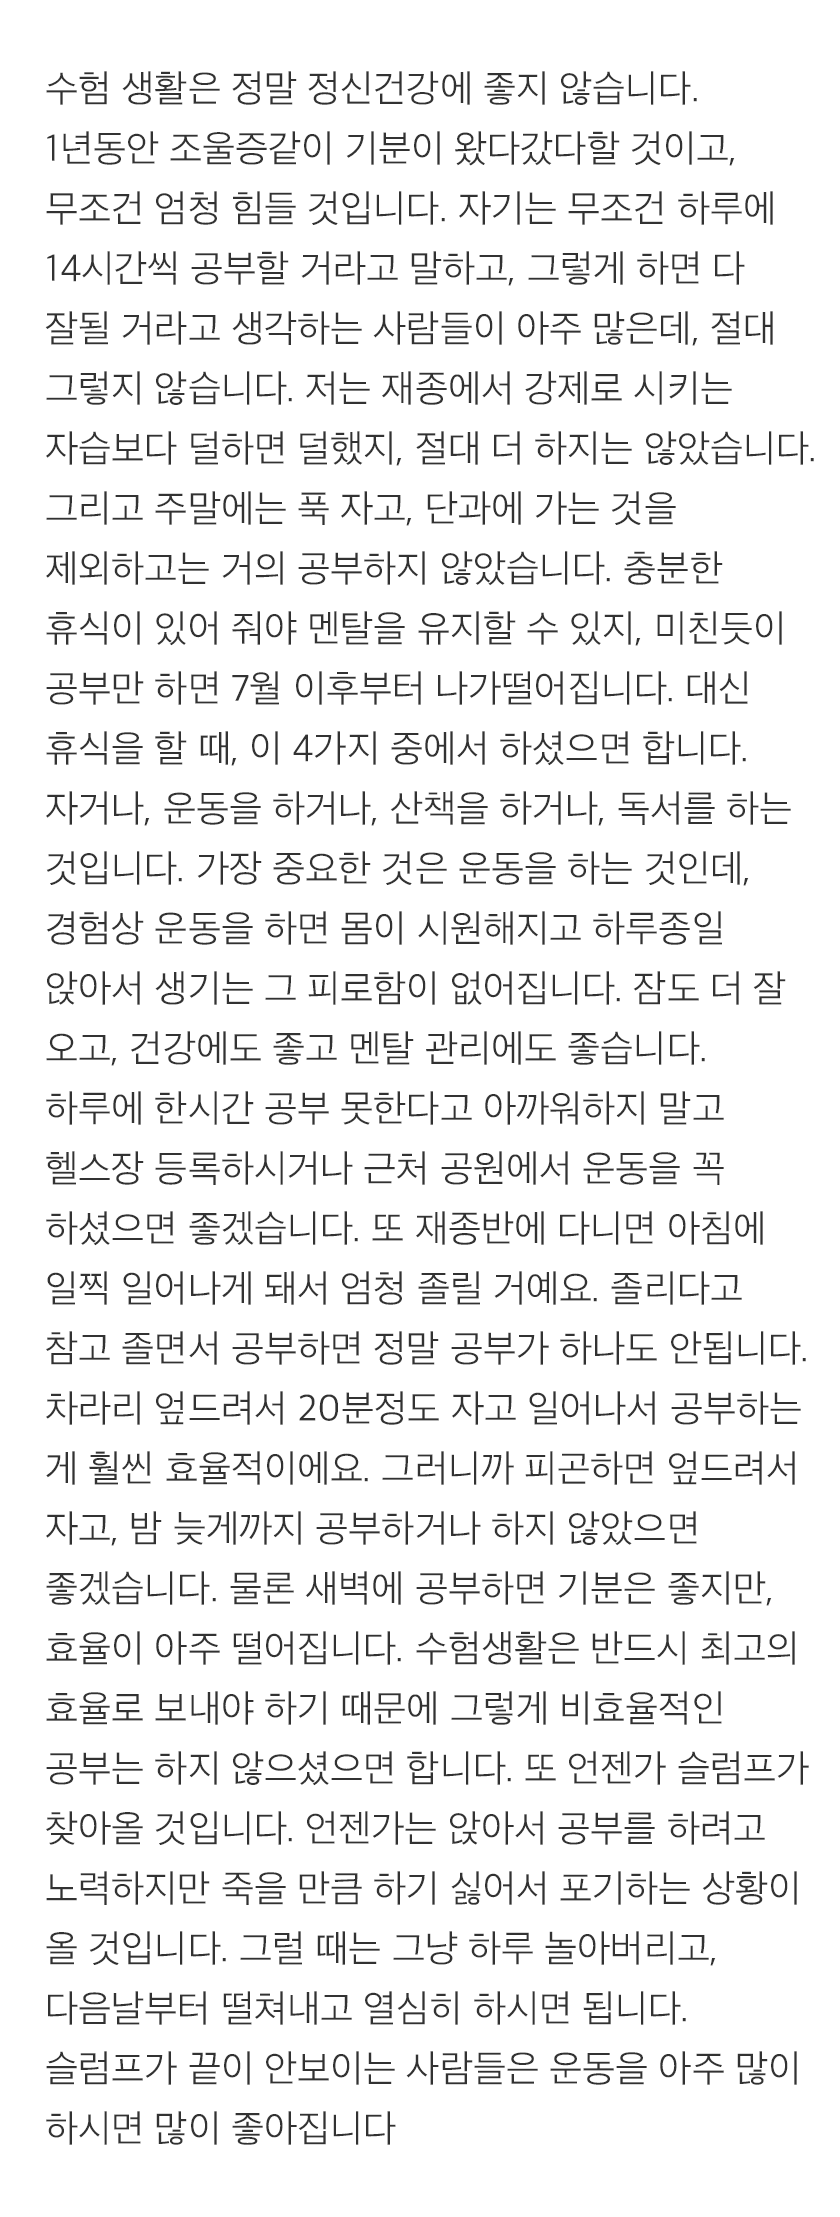 수험 생활은 정말 정신건강에 좋지 않습니다.
1년동안 조울증같이 기분이 왔다갔다할 것이고,
무조건 엄청 힘들 것입니다. 자기는 무조건 하루에
14시간씩 공부할 거라고 말하고, 그렇게 하면 다
잘될 거라고 생각하는 사람들이 아주 많은데, 절대
그렇지 않습니다. 저는 재종에서 강제로 시키는
자습보다 덜하면 덜했지, 절대 더 하지는 않았습니다.
그리고 주말에는 푹 자고, 단과에 가는 것을
제외하고는 거의 공부하지 않았습니다. 충분한
휴식이 있어 줘야 멘탈을 유지할 수 있지, 미친듯이
공부만 하면 7월 이후부터 나가떨어집니다. 대신
휴식을 할 때, 이 4가지 중에서 하셨으면 합니다.
자거나, 운동을 하거나, 산책을 하거나, 독서를 하는
것입니다. 가장 중요한 것은 운동을 하는 것인데,
경험상 운동을 하면 몸이 시원해지고 하루종일
앉아서 생기는 그 피로함이 없어집니다. 잠도 더 잘
오고, 건강에도 좋고 멘탈 관리에도 좋습니다.
하루에 한시간 공부 못한다고 아까워하지 말고
헬스장 등록하시거나 근처 공원에서 운동을 꼭
하셨으면 좋겠습니다. 또 재종반에 다니면 아침에
일찍 일어나게 돼서 엄청 졸릴 거예요. 졸리다고
참고 졸면서 공부하면 정말 공부가 하나도 안됩니다.
차라리 엎드려서 20분정도 자고 일어나서 공부하는
게 훨씬 효율적이에요. 그러니까 피곤하면 엎드려서
자고, 밤 늦게까지 공부하거나 하지 않았으면
좋겠습니다. 물론 새벽에 공부하면 기분은 좋지만,
효율이 아주 떨어집니다. 수험생활은 반드시 최고의
효율로 보내야 하기 때문에 그렇게 비효율적인
공부는 하지 않으셨으면 합니다. 또 언젠가 슬럼프가
찾아올 것입니다. 언젠가는 앉아서 공부를 하려고
노력하지만 죽을 만큼 하기 싫어서 포기하는 상황이
올 것입니다. 그럴 때는 그냥 하루 놀아버리고,
다음날부터 떨쳐내고 열심히 하시면 됩니다.
슬럼프가 끝이 안보이는 사람들은 운동을 아주 많이
하시면 많이 좋아집니다